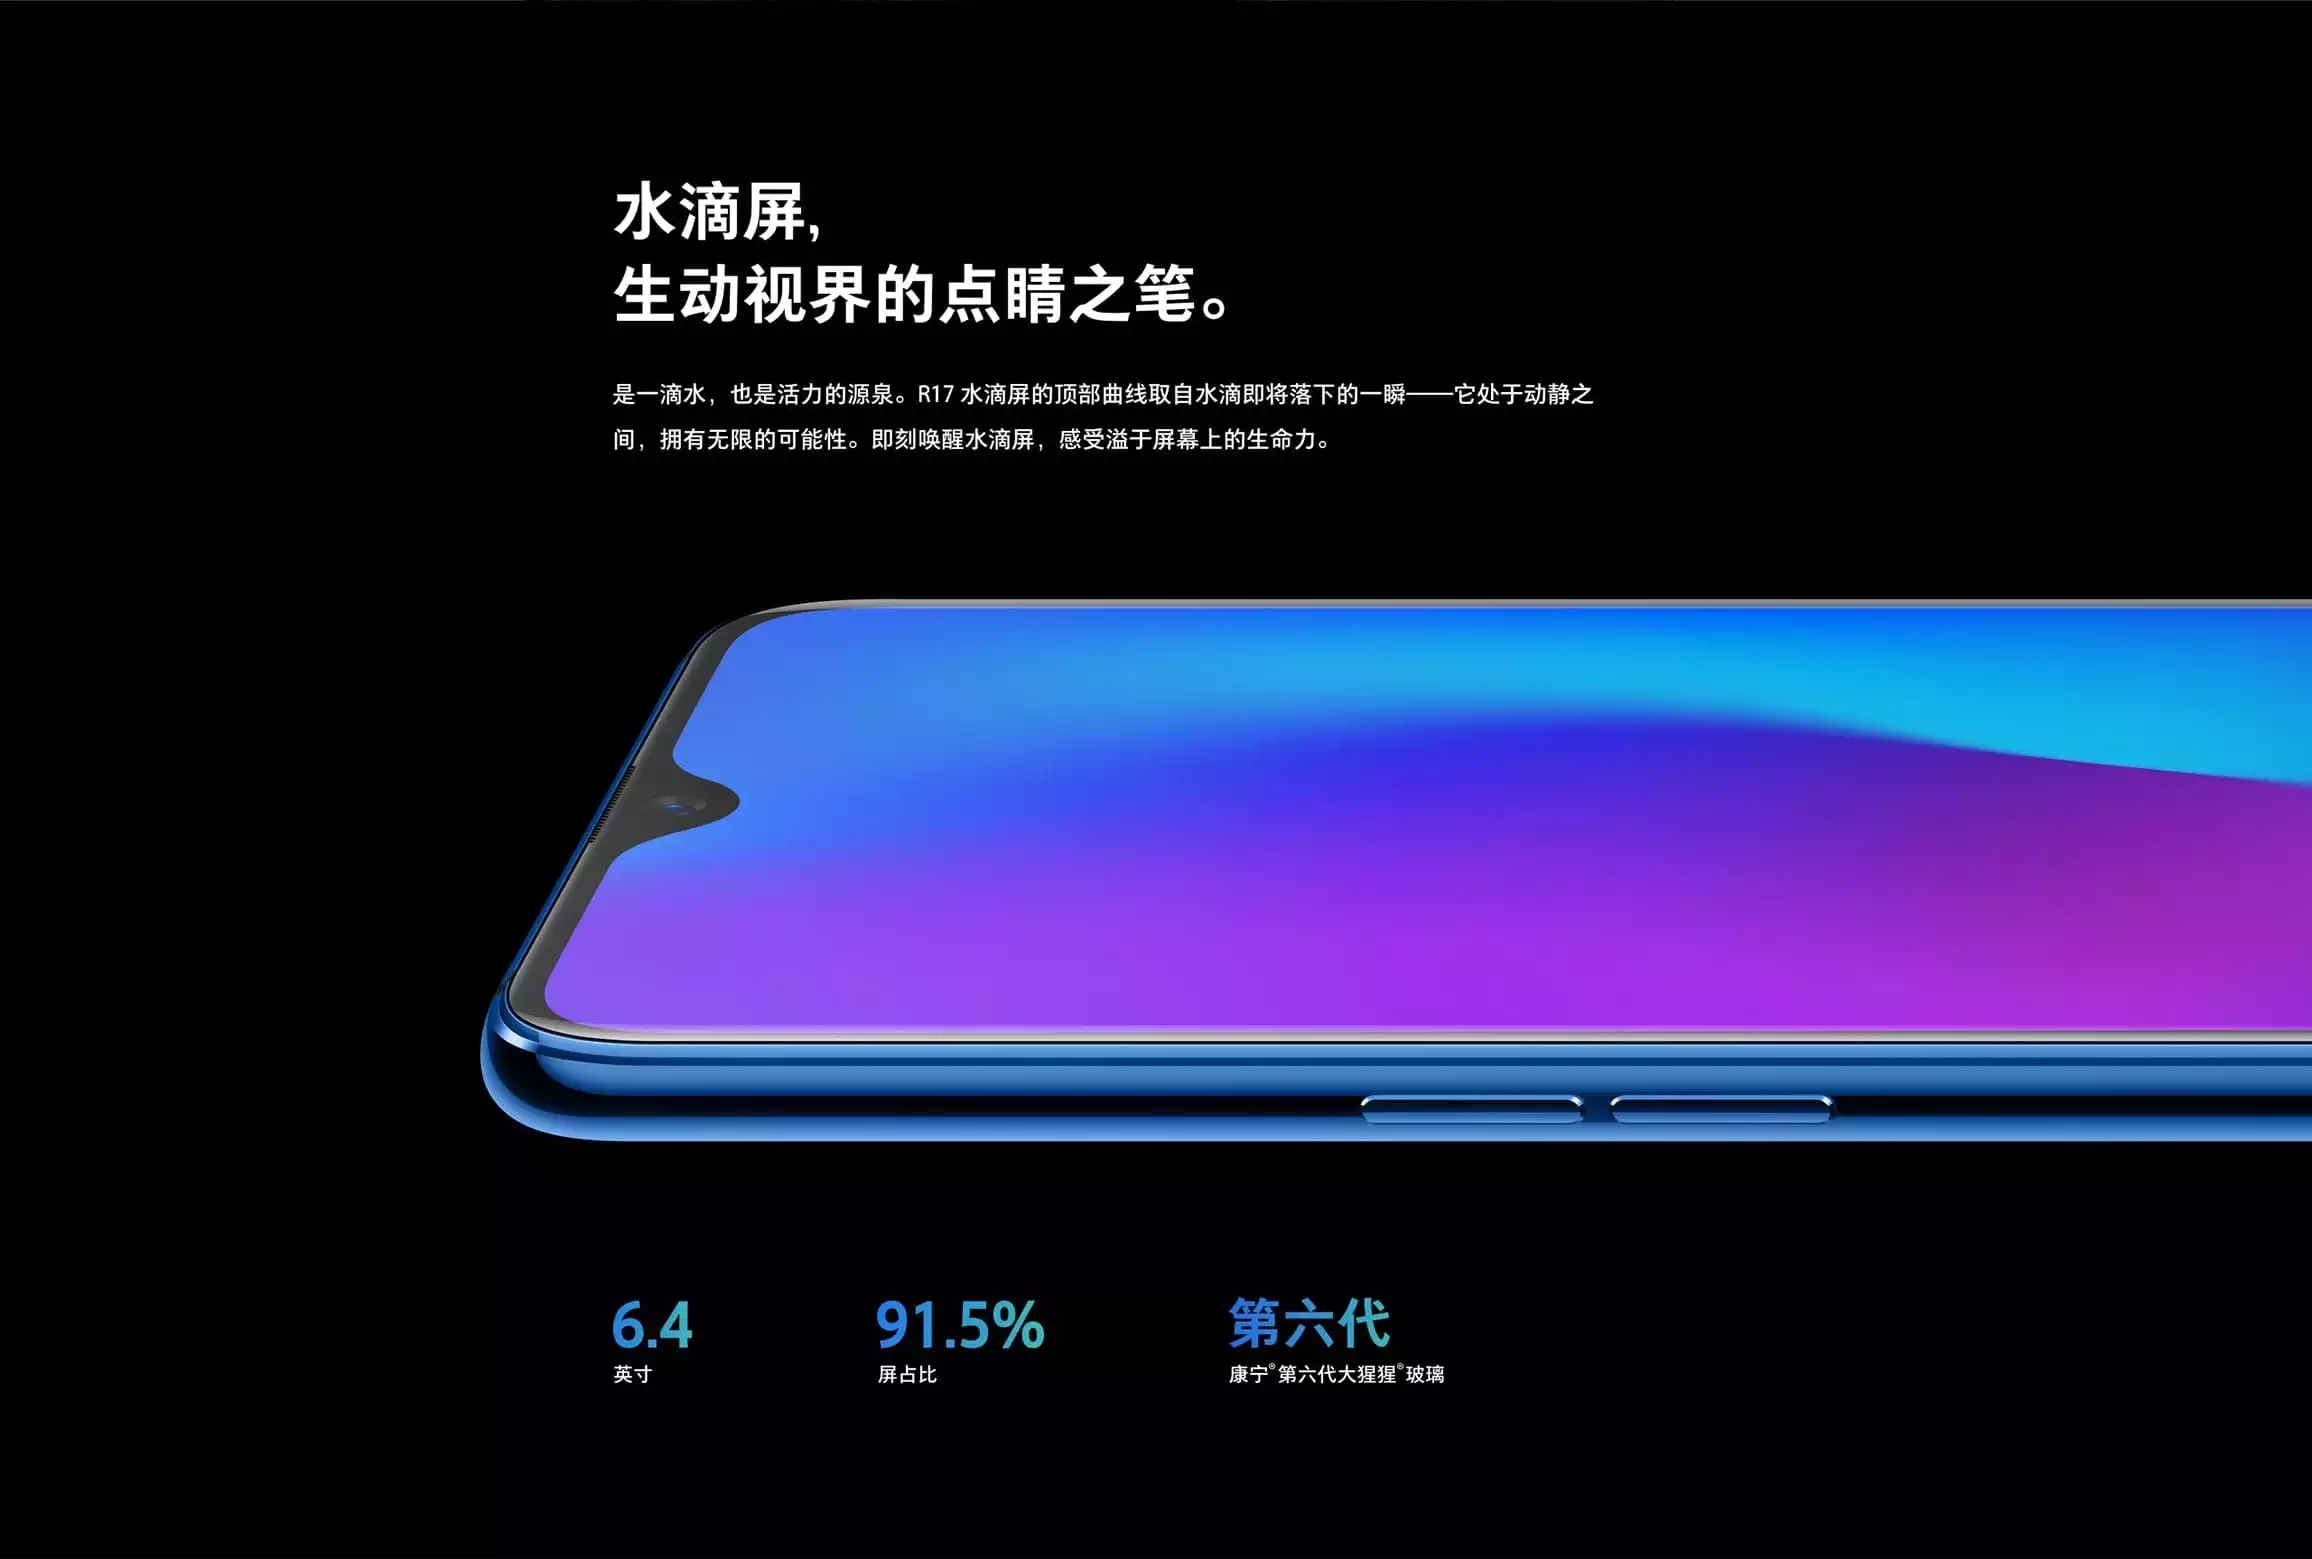 水滴屏,
生动视界的点睛之笔。
是一滴水，也是活力的源泉。R17 水滴屏的顶部曲线取自水滴即将落下的一瞬——它处于动静之
间，拥有无限的可能性。即刻唤醒水滴屏，感受溢于屏幕上的生命力。
6.4
英寸
91.5%
屏占比
第六代
康宁®第六代大猩猩®玻璃